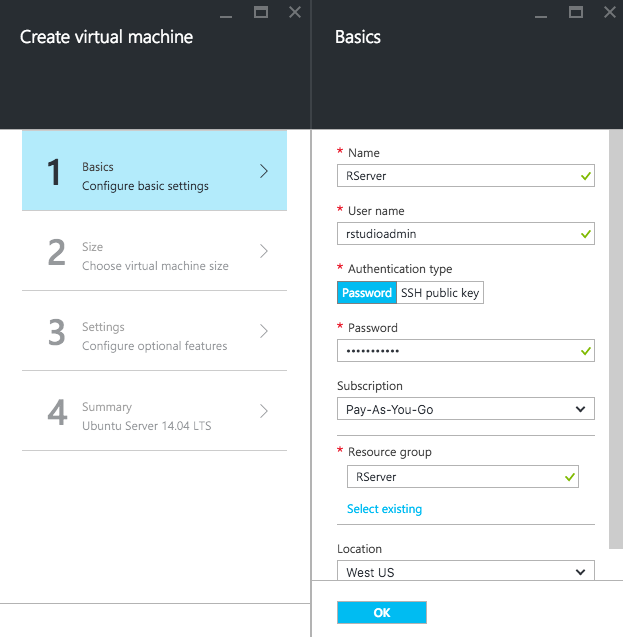 Create virtual machine
1
Basics
Configure basic settings
2
Size
Choose virtual machine size
3
Settings
Configure optional features
4
Summary
Ubuntu Server 14.04 LTS
Basics
* Name
RServer
* User name
rstudioadmin
* Authentication type
Password SSH public key
* Password
•••••••••••
Subscription
Pay-As-You-Go
* Resource group
RServer
Select existing
Location
West US
OK